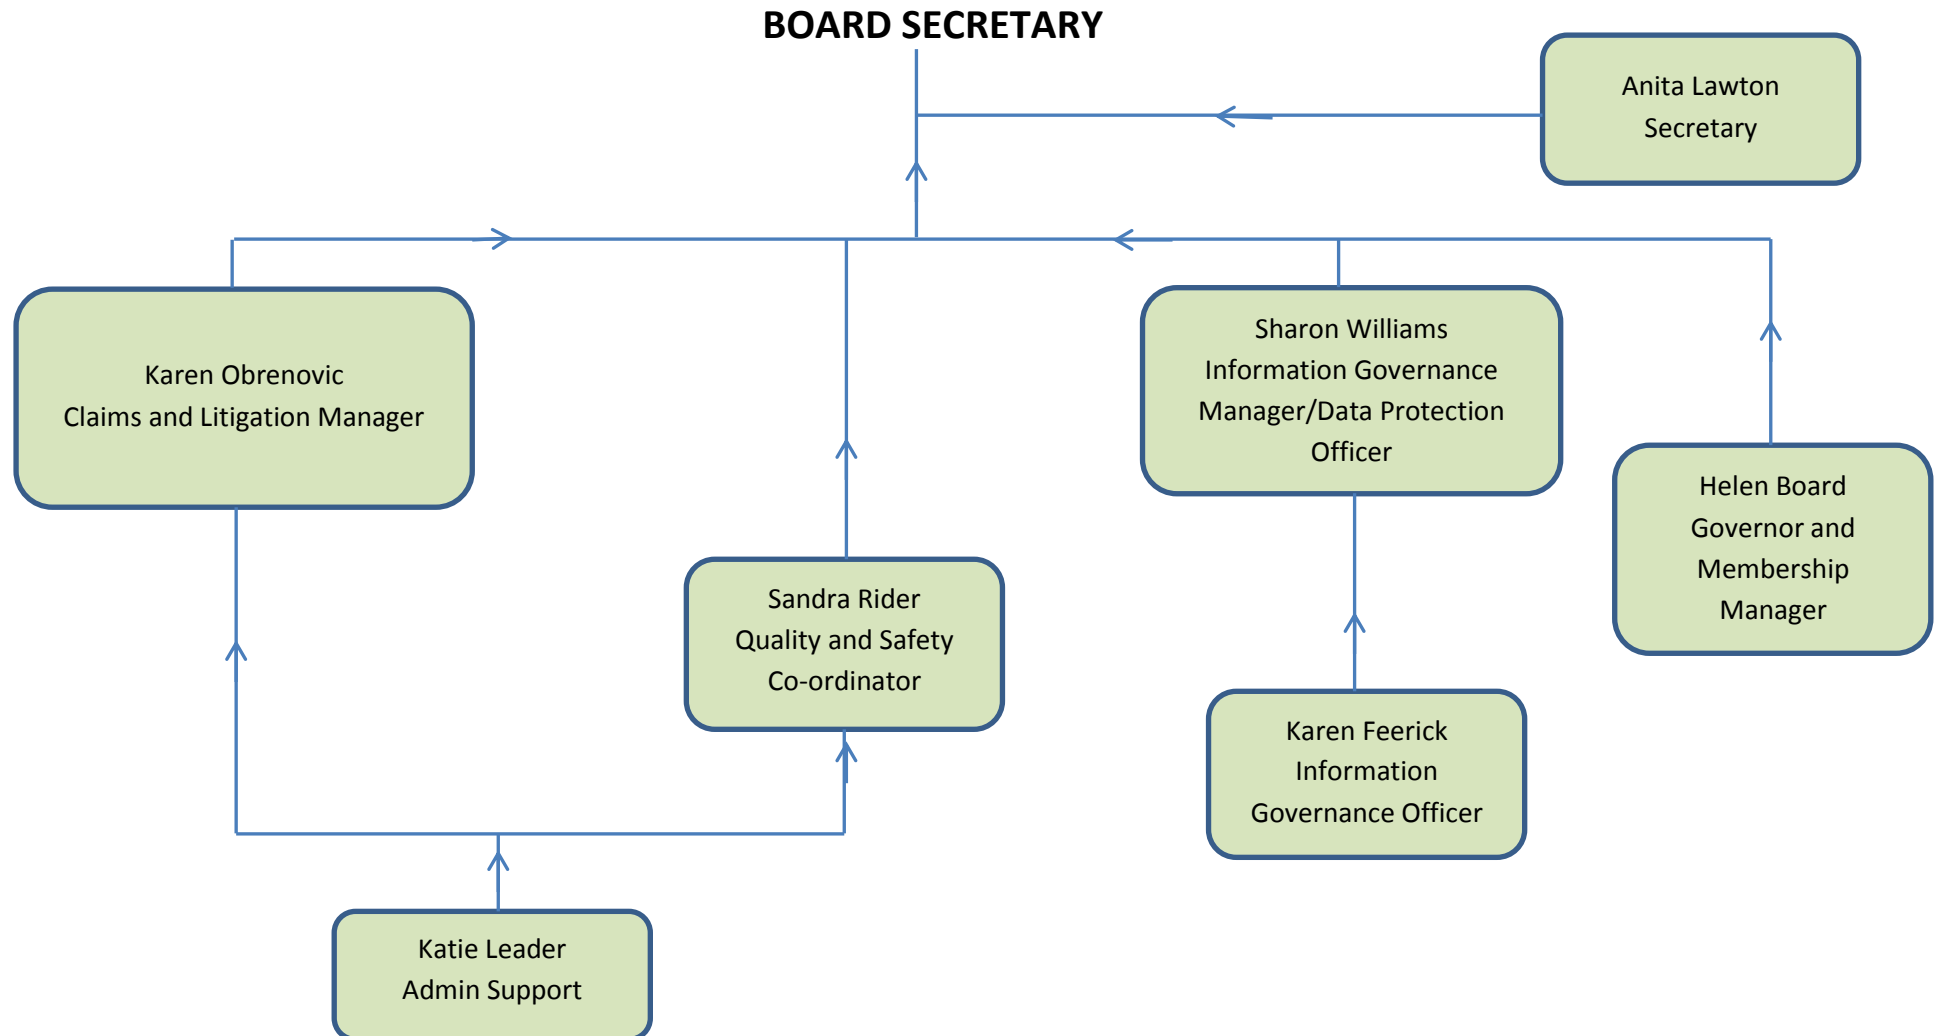 BOARD SECRETARY
Anita Lawton
Secretary
Karen Obrenovic
Claims and Litigation Manager
Sharon Williams
Information Governance
Manager/Data Protection
Officer
Helen Board
Governor and
Membership
Manager
Sandra Rider
Quality and Safety
Co-ordinator
Karen Feerick
Information
Governance Officer
Katie Leader
Admin Support